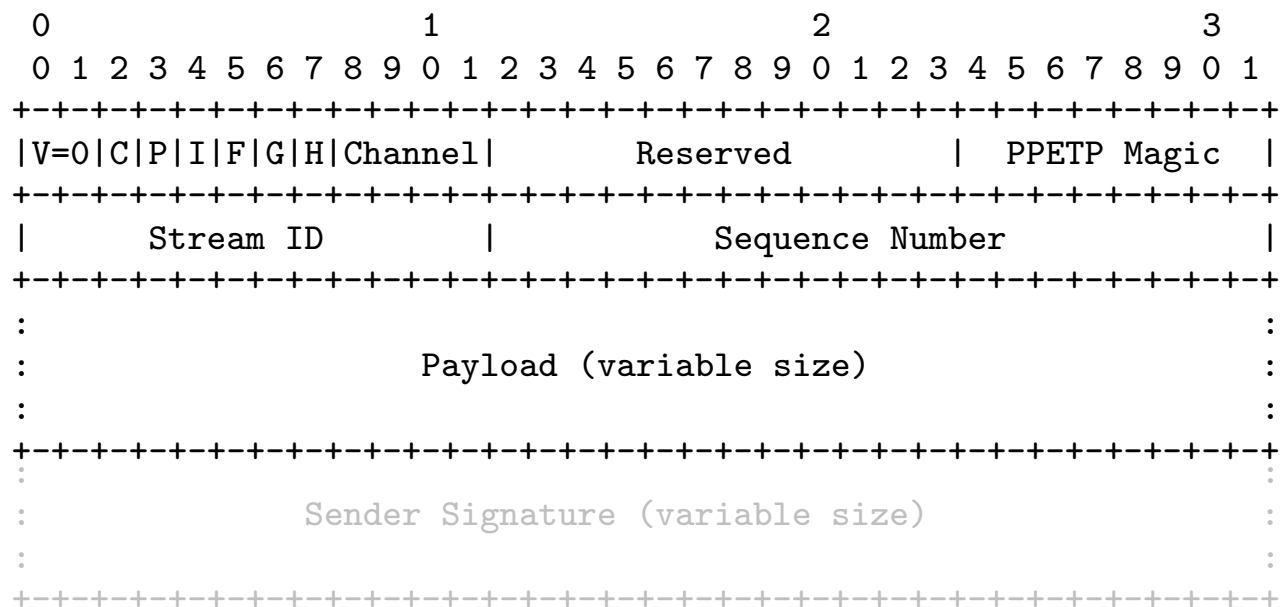 0                   1                   2                   3
0 1 2 3 4 5 6 7 8 9 0 1 2 3 4 5 6 7 8 9 0 1 2 3 4 5 6 7 8 9 0 1
+-+-+-+-+-+-+-+-+-+-+-+-+-+-+-+-+-+-+-+-+-+-+-+-+-+-+-+-+-+-+-+-+
|V=0|C|P|I|F|G|H|Channel|       Reserved        |  PPETP Magic  |
+-+-+-+-+-+-+-+-+-+-+-+-+-+-+-+-+-+-+-+-+-+-+-+-+-+-+-+-+-+-+-+-+
|      Stream ID        |           Sequence Number             |
+-+-+-+-+-+-+-+-+-+-+-+-+-+-+-+-+-+-+-+-+-+-+-+-+-+-+-+-+-+-+-+-+
:                                                               :
:                    Payload (variable size)                    :
:                                                               :
+-+-+-+-+-+-+-+-+-+-+-+-+-+-+-+-+-+-+-+-+-+-+-+-+-+-+-+-+-+-+-+-+
:                                                               :
:              Sender Signature (variable size)                 :
:                                                               :
+-+-+-+-+-+-+-+-+-+-+-+-+-+-+-+-+-+-+-+-+-+-+-+-+-+-+-+-+-+-+-+-+